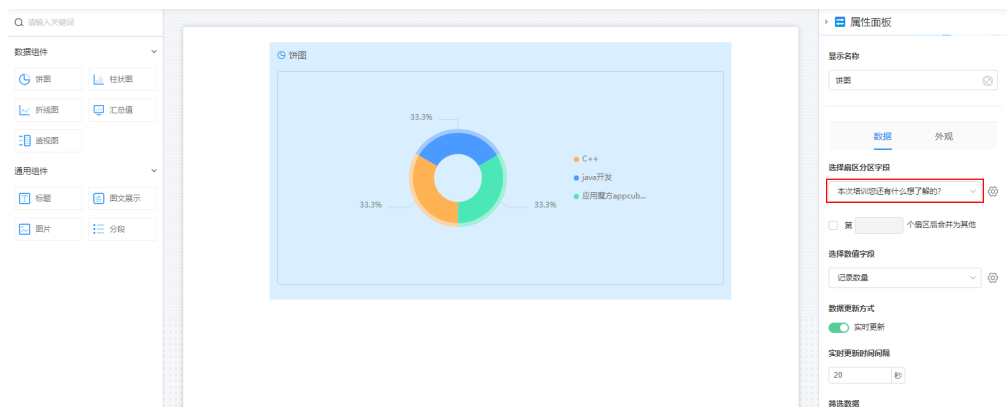 请输入关键词
数据组件
饼图
柱状图
折线图
汇总值
透视图
通用组件
标题
图文展示
图片
分段
饼图
33.3%
33.3%
33.3%
C++
java开发
应用魔方appcub...
属性面板
显示名称
饼图
数据
外观
选择扇区分区字段
本次培训您还有什么想了解的?
第 个扇区后合并为其他
选择数值字段
记录数量
数据更新方式
实时更新
实时更新时间间隔
20 秒
筛选数据